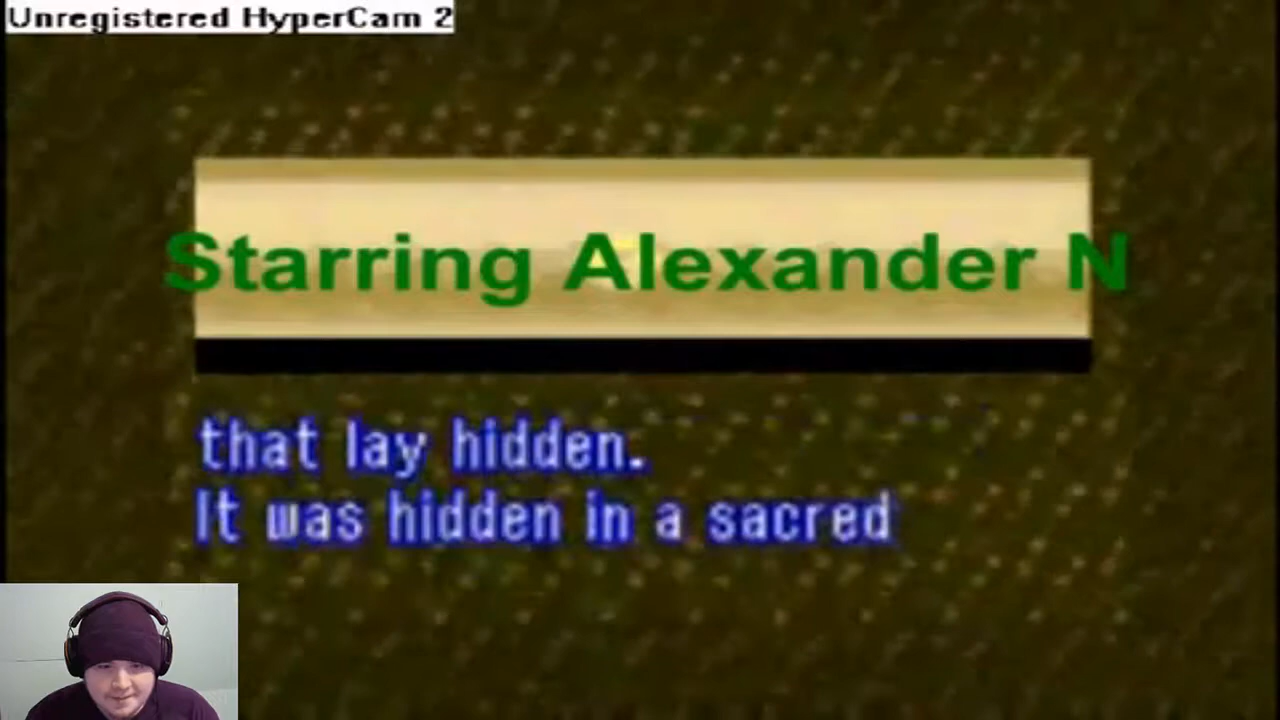 Unregistered HyperCam 2
Starring Alexander N
that lay hidden.
It was hidden in a sacred